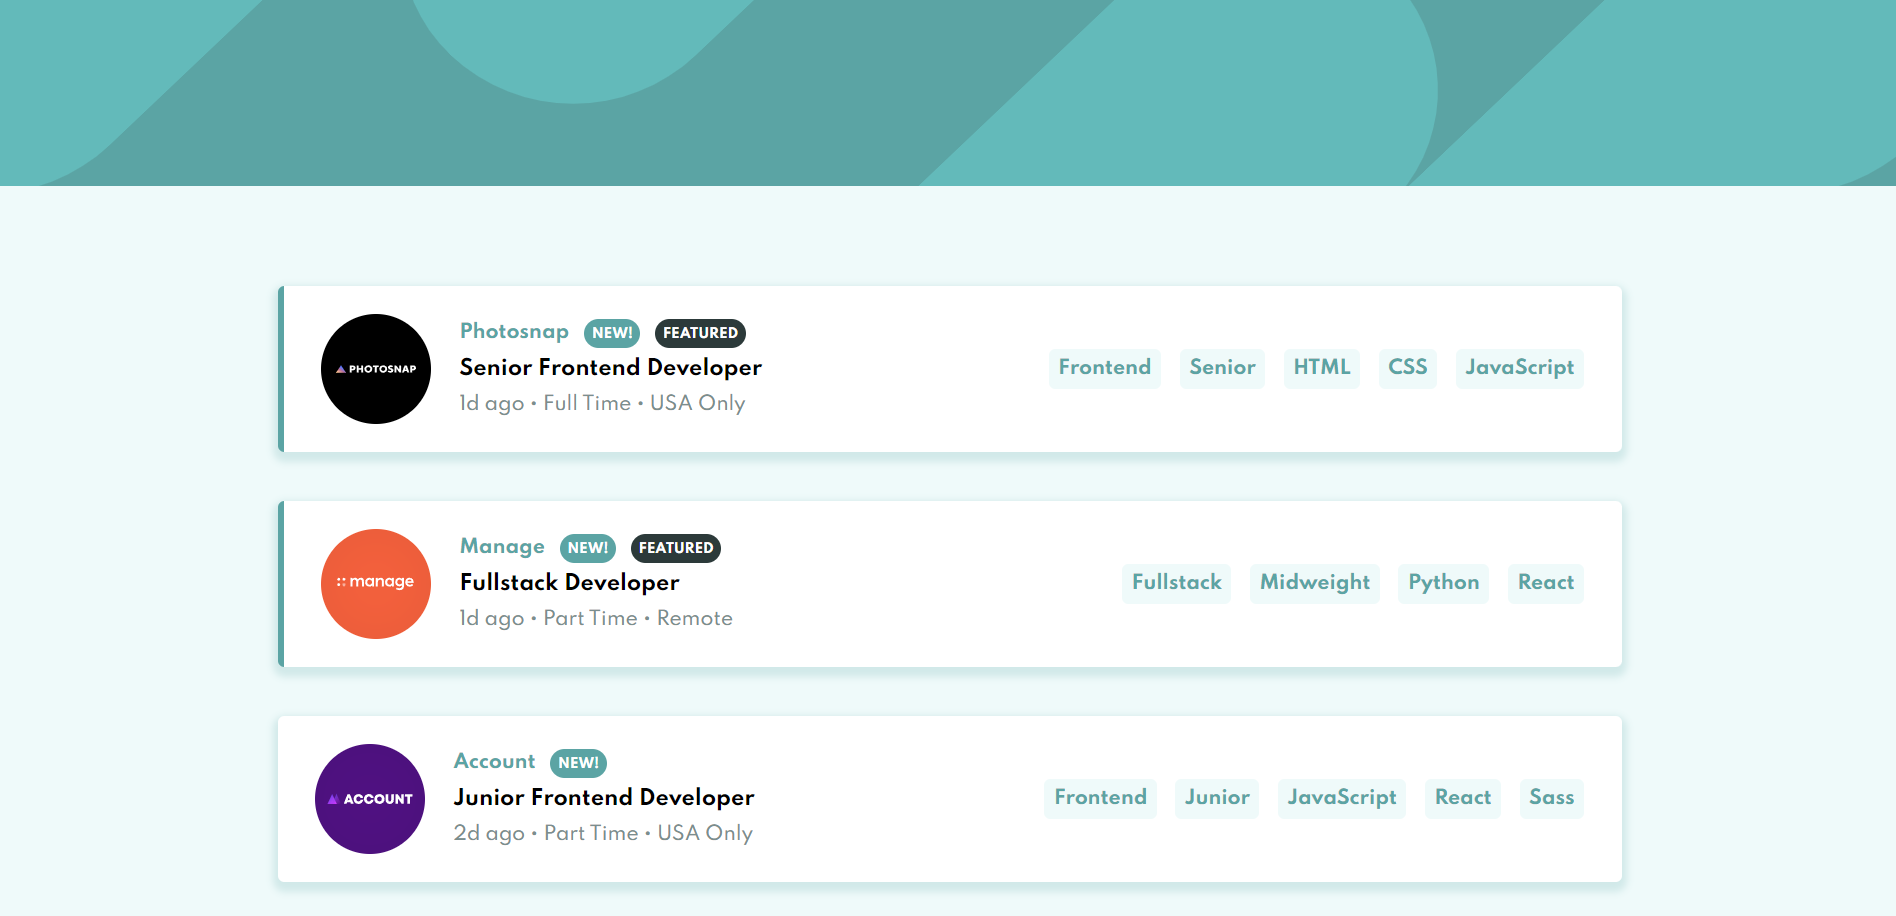 PHOTOSNAP
Photosnap NEW! FEATURED
Senior Frontend Developer
1d ago • Full Time • USA Only
Frontend Senior HTML CSS JavaScript
manage
Manage NEW! FEATURED
Fullstack Developer
1d ago • Part Time • Remote
Fullstack Midweight Python React
ACCOUNT
Account NEW!
Junior Frontend Developer
2d ago • Part Time • USA Only
Frontend Junior JavaScript React Sass